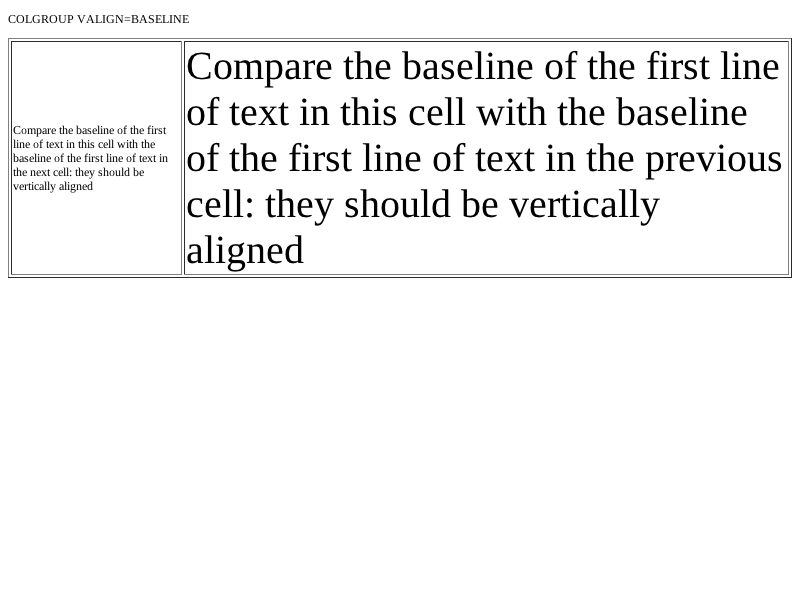 COLGROUP VALIGN=BASELINE
Compare the baseline of the first
line of text in this cell with the
baseline of the first line of text in
the next cell: they should be
vertically aligned
Compare the baseline of the first line
of text in this cell with the baseline
of the first line of text in the previous
cell: they should be vertically
aligned